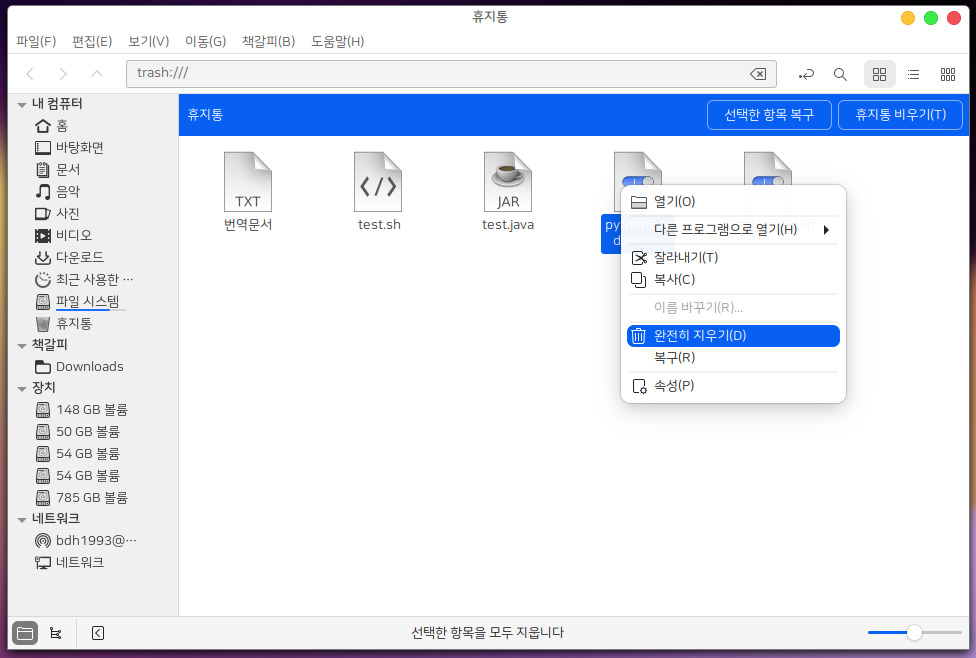 휴지통
파일(F) 편집(E) 보기(V) 이동(G) 책갈피(B) 도움말(H)
trash:///
내 컴퓨터
홈
바탕화면
문서
음악
사진
비디오
다운로드
최근 사용한 …
파일 시스템
휴지통
책갈피
Downloads
장치
148 GB 볼륨
50 GB 볼륨
54 GB 볼륨
54 GB 볼륨
785 GB 볼륨
네트워크
bdh1993@…
네트워크
휴지통 선택한 항목 복구 휴지통 비우기(T)
TXT
번역문서
test.sh
JAR
test.java
열기(O)
다른 프로그램으로 열기(H)
잘라내기(T)
복사(C)
이름 바꾸기(R)...
완전히 지우기(D)
복구(R)
속성(P)
선택한 항목을 모두 지웁니다